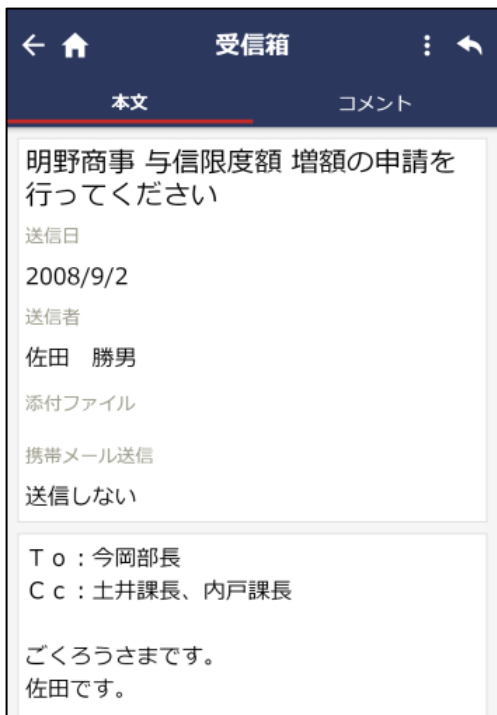 受信箱
本文 コメント
明野商事 与信限度額 増額の申請を
行ってください
送信日
2008/9/2
送信者
佐田　勝男
添付ファイル
携帯メール送信
送信しない
Ｔｏ：今岡部長
Ｃｃ：土井課長、内戸課長
ごくろうさまです。
佐田です。